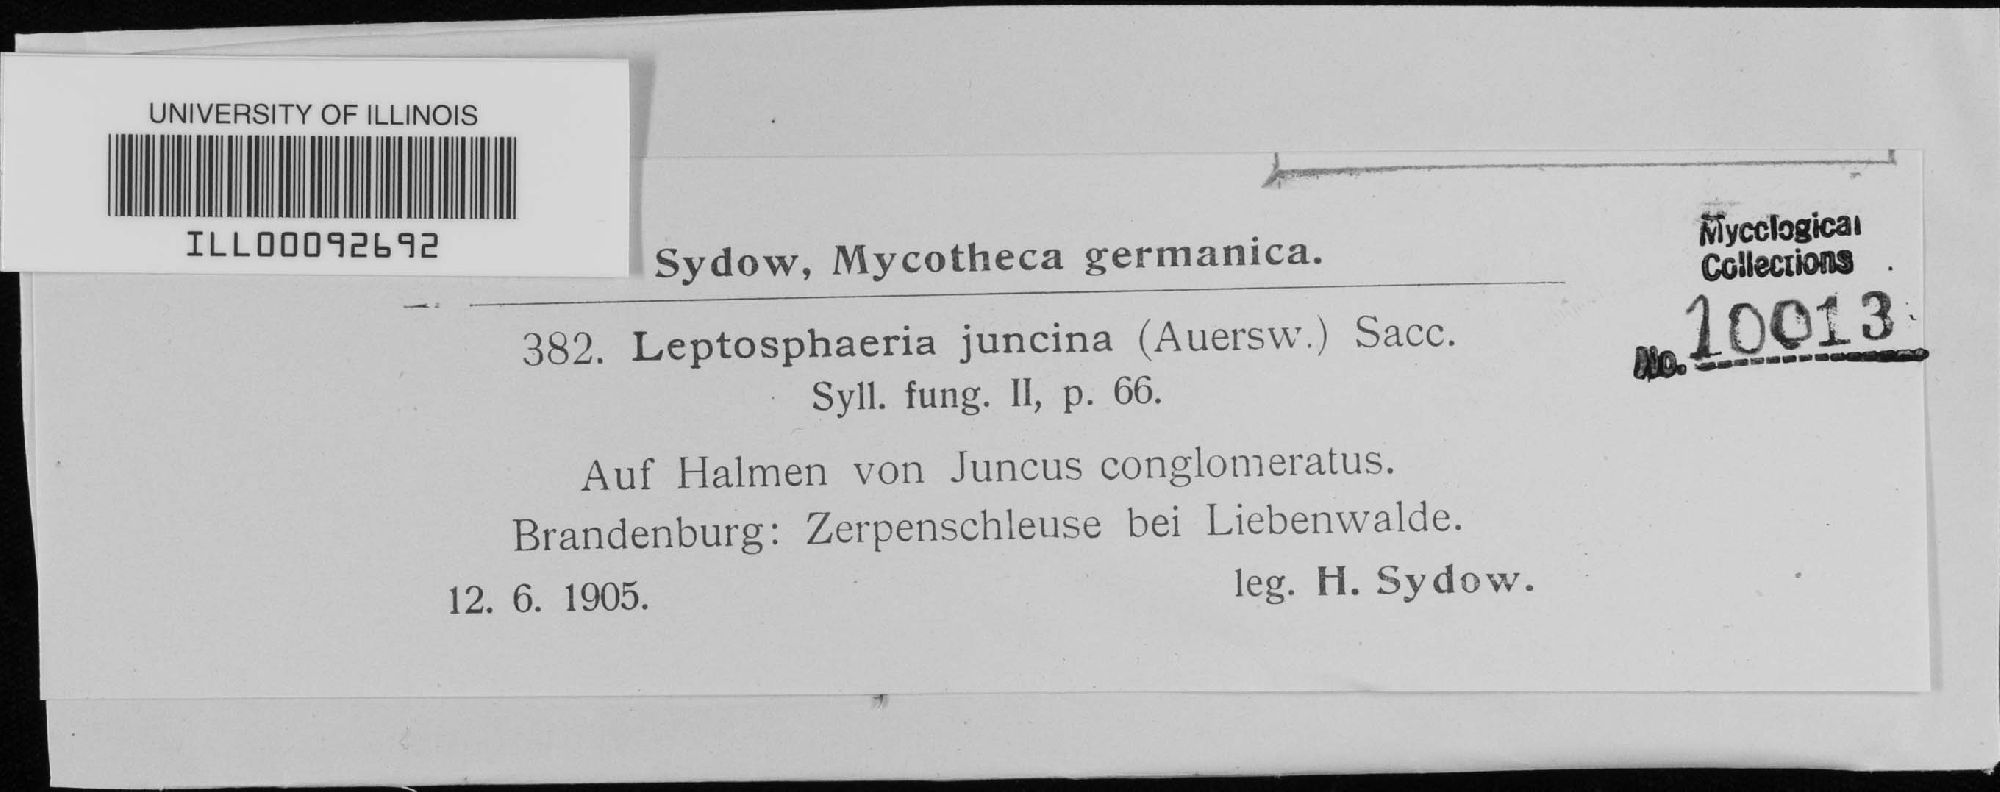 UNIVERSITY OF ILLINOIS
ILL00092692
Sydow, Mycotheca germanica.
Mycological
Collections
No. 10013
382. Leptosphaeria juncina (Auersw.) Sacc.
Syll. fung. II, p. 66.
Auf Halmen von Juncus conglomeratus.
Brandenburg: Zerpenschleuse bei Liebenwalde.
12. 6. 1905. leg. H. Sydow.